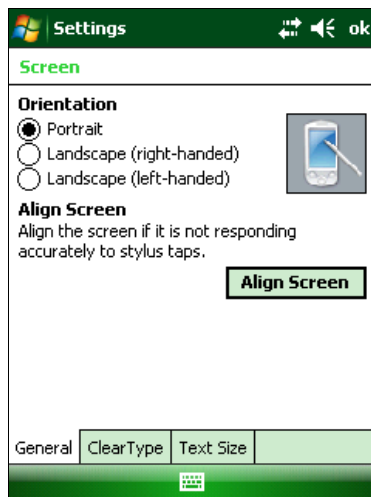 Settings ok
Screen
Orientation
Portrait
Landscape (right-handed)
Landscape (left-handed)
Align Screen
Align the screen if it is not responding
accurately to stylus taps.
Align Screen
General ClearType Text Size